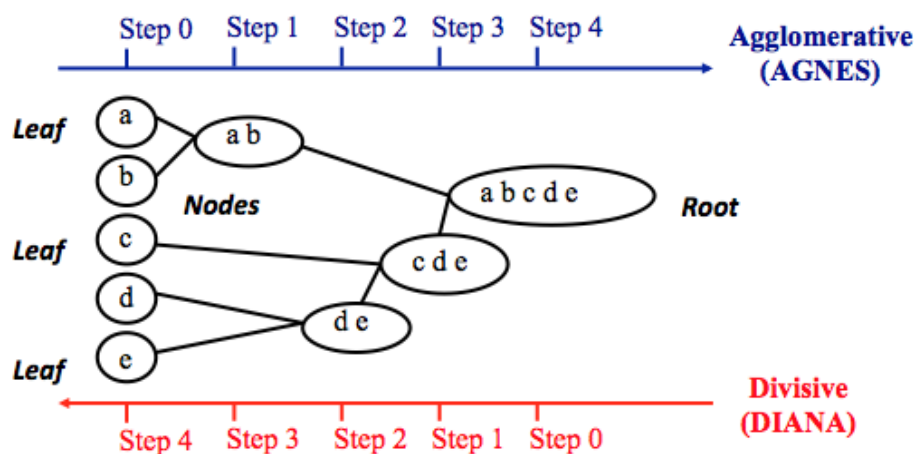 Step 0 Step 1 Step 2 Step 3 Step 4
Agglomerative
(AGNES)
Leaf
a
a b
b
Nodes
a b c d e
Root
Leaf
c
c d e
d
d e
Leaf
e
Divisive
(DIANA)
Step 4 Step 3 Step 2 Step 1 Step 0